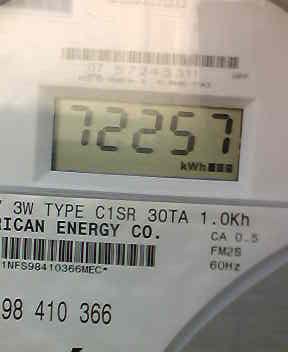 72257
kWh
3W TYPE C1SR 30TA 1.0Kh
RICAN ENERGY CO.
CA 0.5
FM2S
60Hz
1NFS98410366MEC*
98 410 366